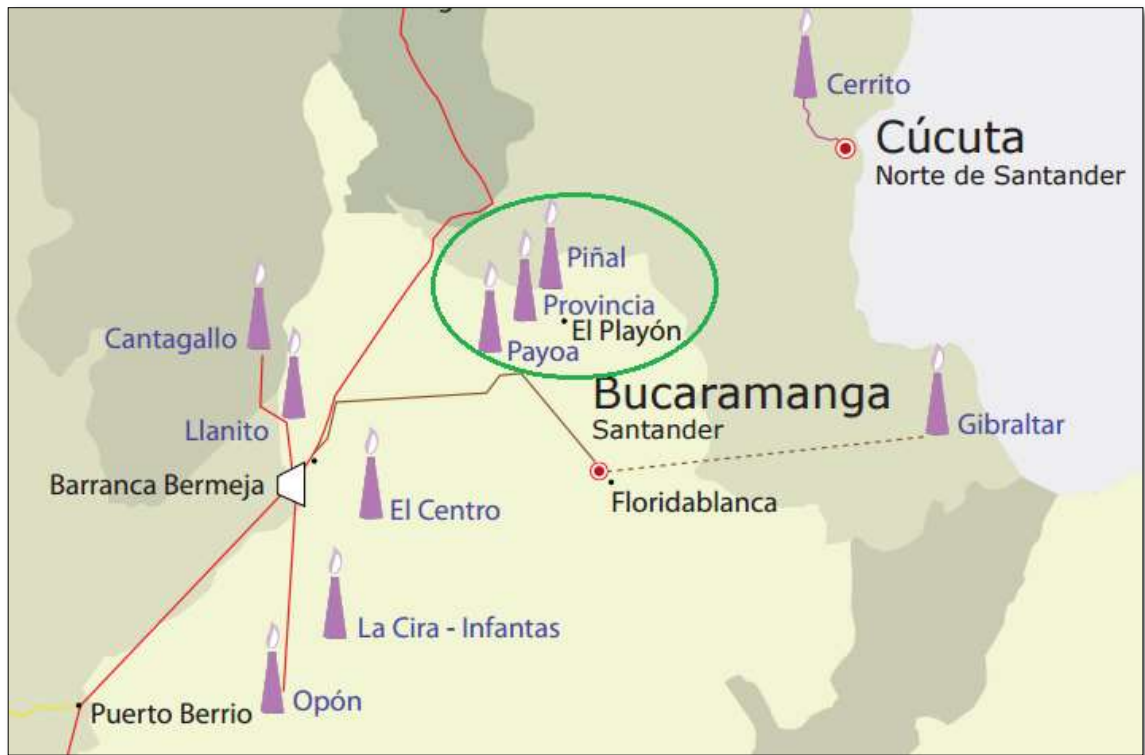 Cerrito
Cúcuta
Norte de Santander
Piñal
Provincia
El Playón
Payoa
Cantagallo
Llanito
Bucaramanga
Santander
Gibraltar
Barranca Bermeja
El Centro
Floridablanca
La Cira - Infantas
Opón
Puerto Berrio